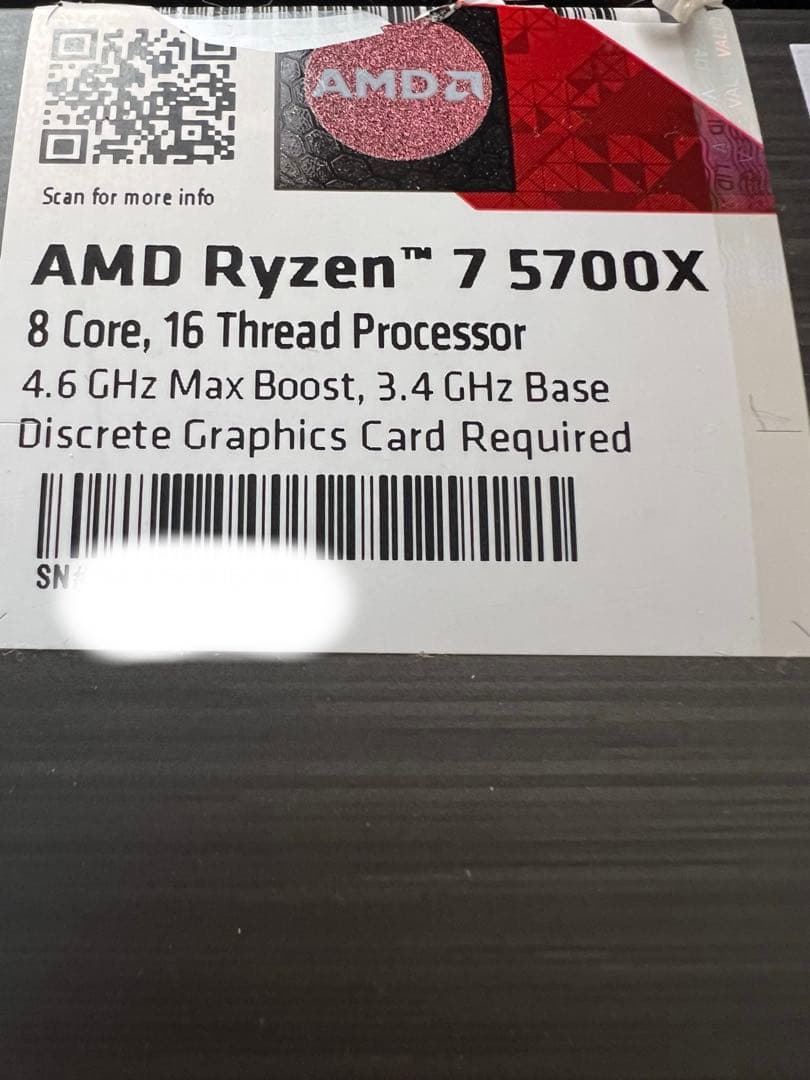 AMD
Scan for more info
AMD Ryzen™ 7 5700X
8 Core, 16 Thread Processor
4.6 GHz Max Boost, 3.4 GHz Base
Discrete Graphics Card Required
SN#